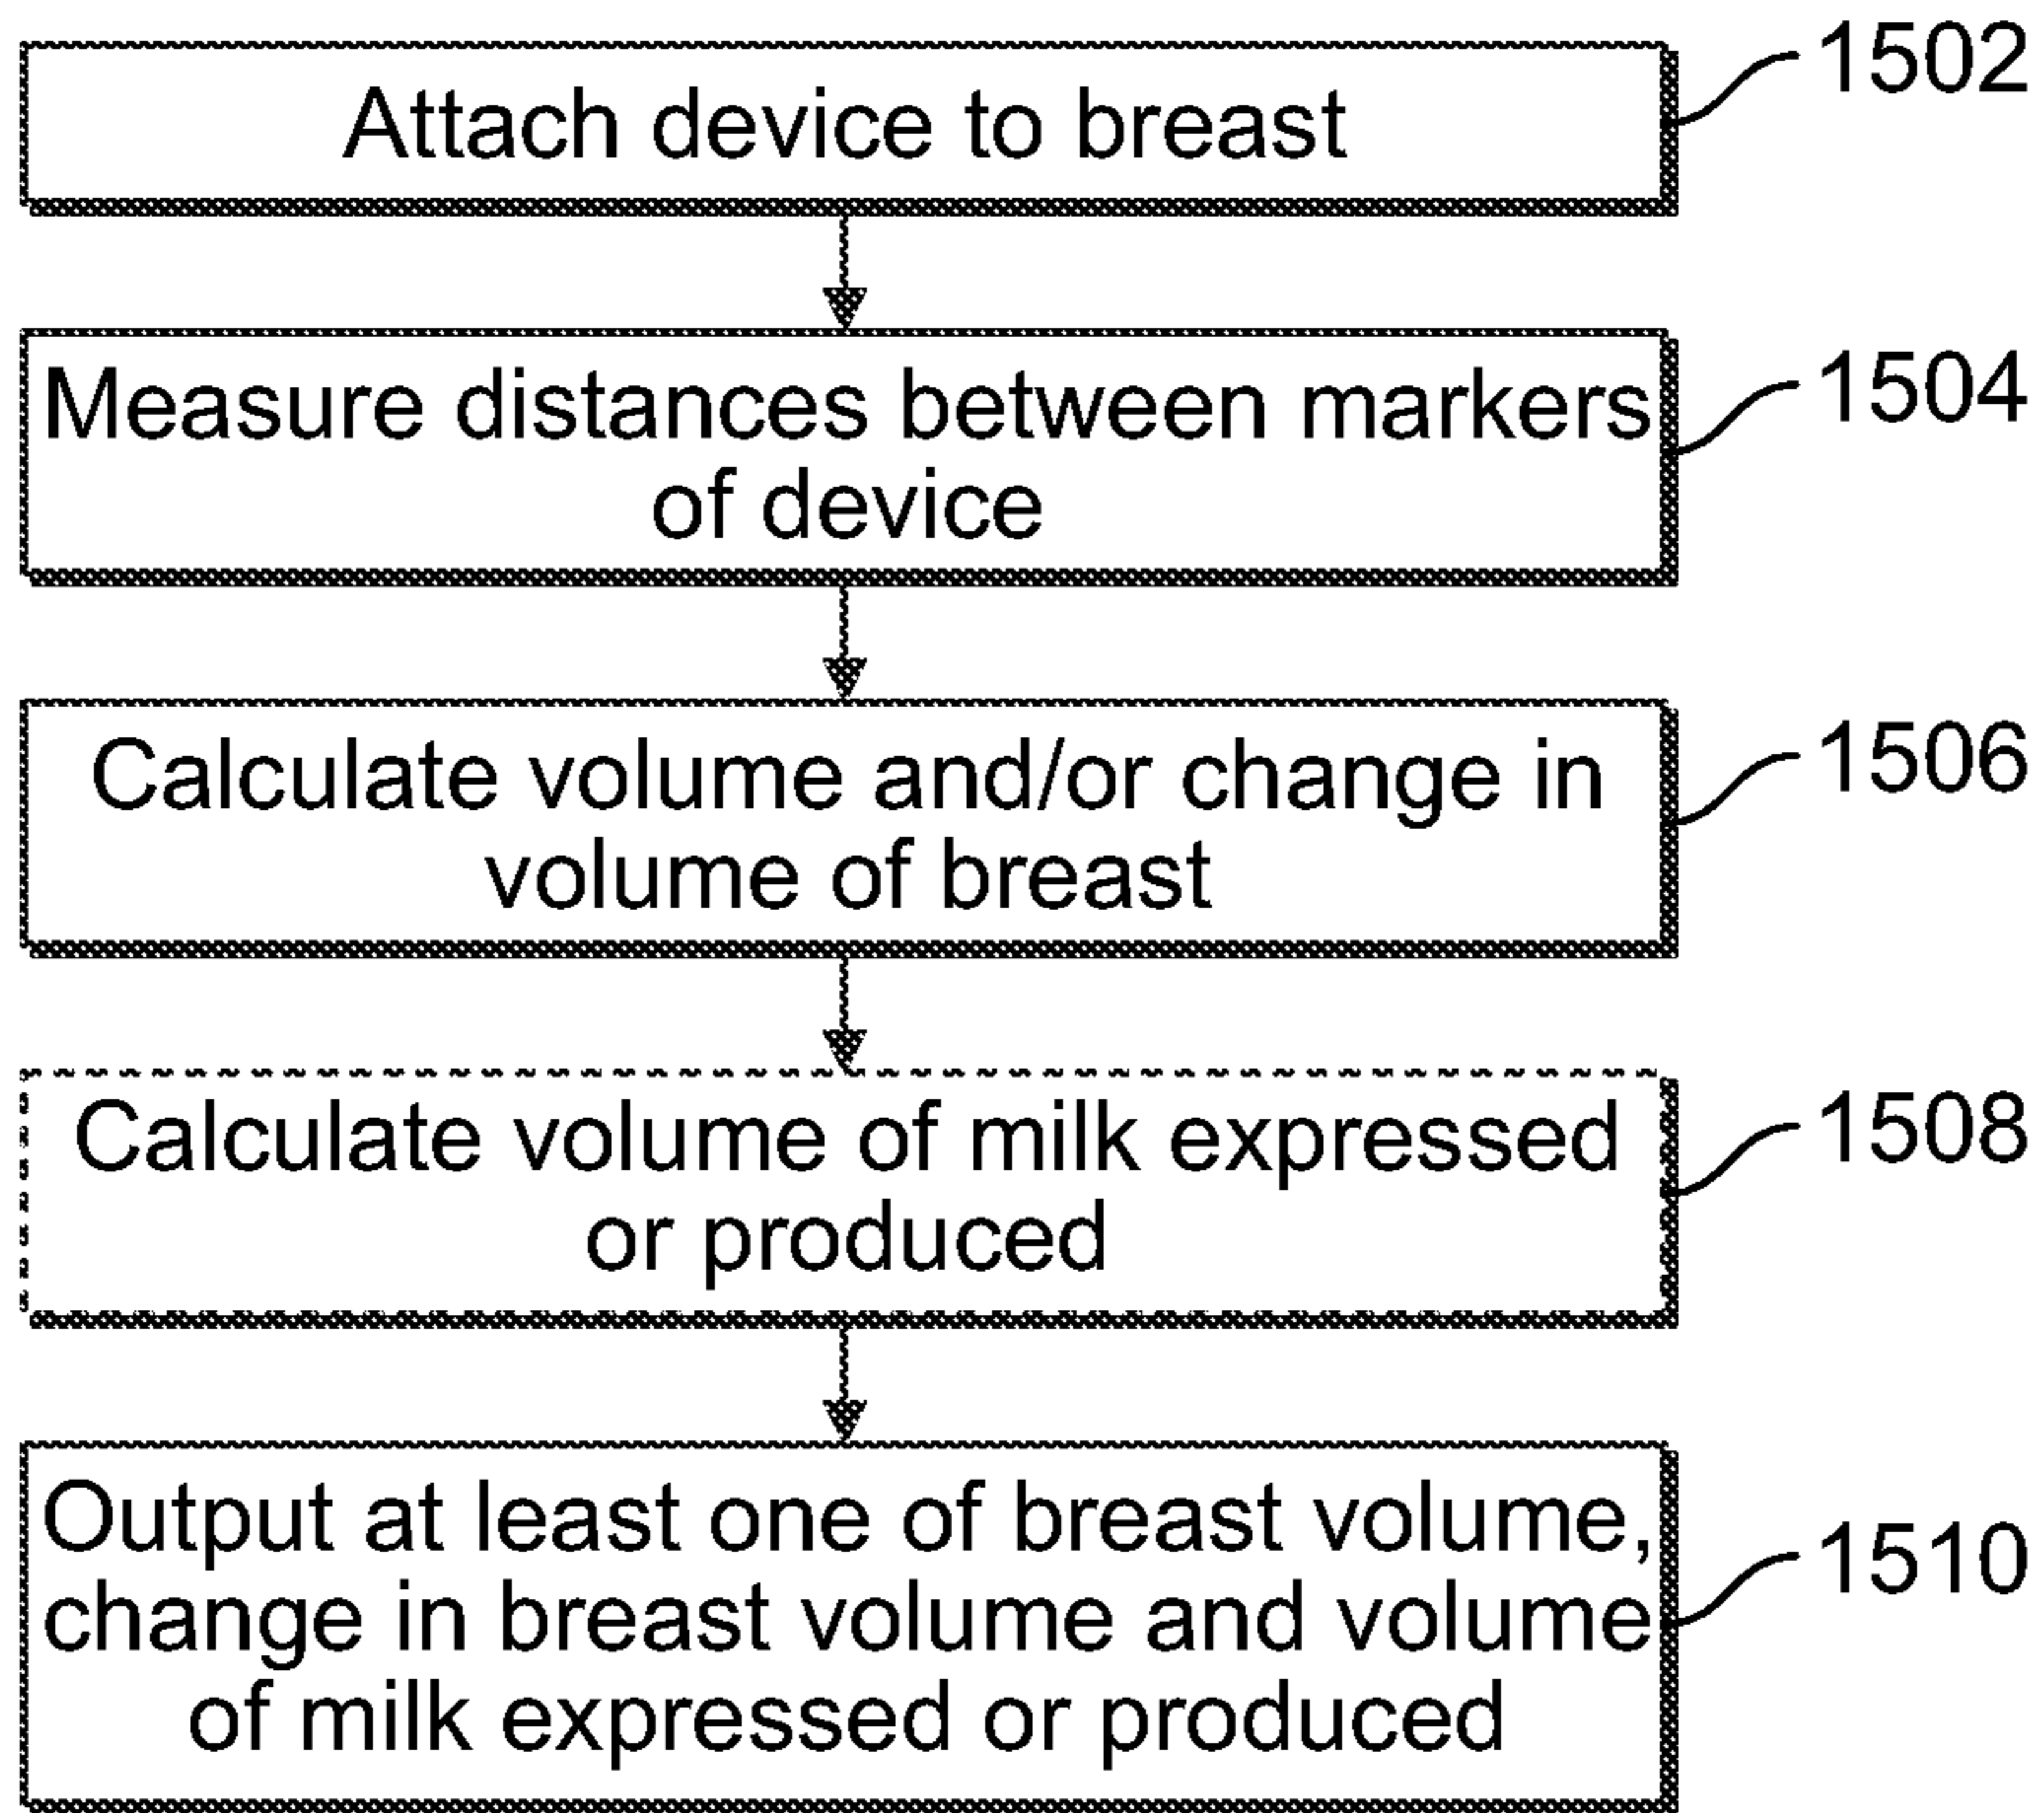 Attach device to breast
1502
Measure distances between markers
of device
1504
Calculate volume and/or change in
volume of breast
1506
Calculate volume of milk expressed
or produced
1508
Output at least one of breast volume,
change in breast volume and volume
of milk expressed or produced
1510